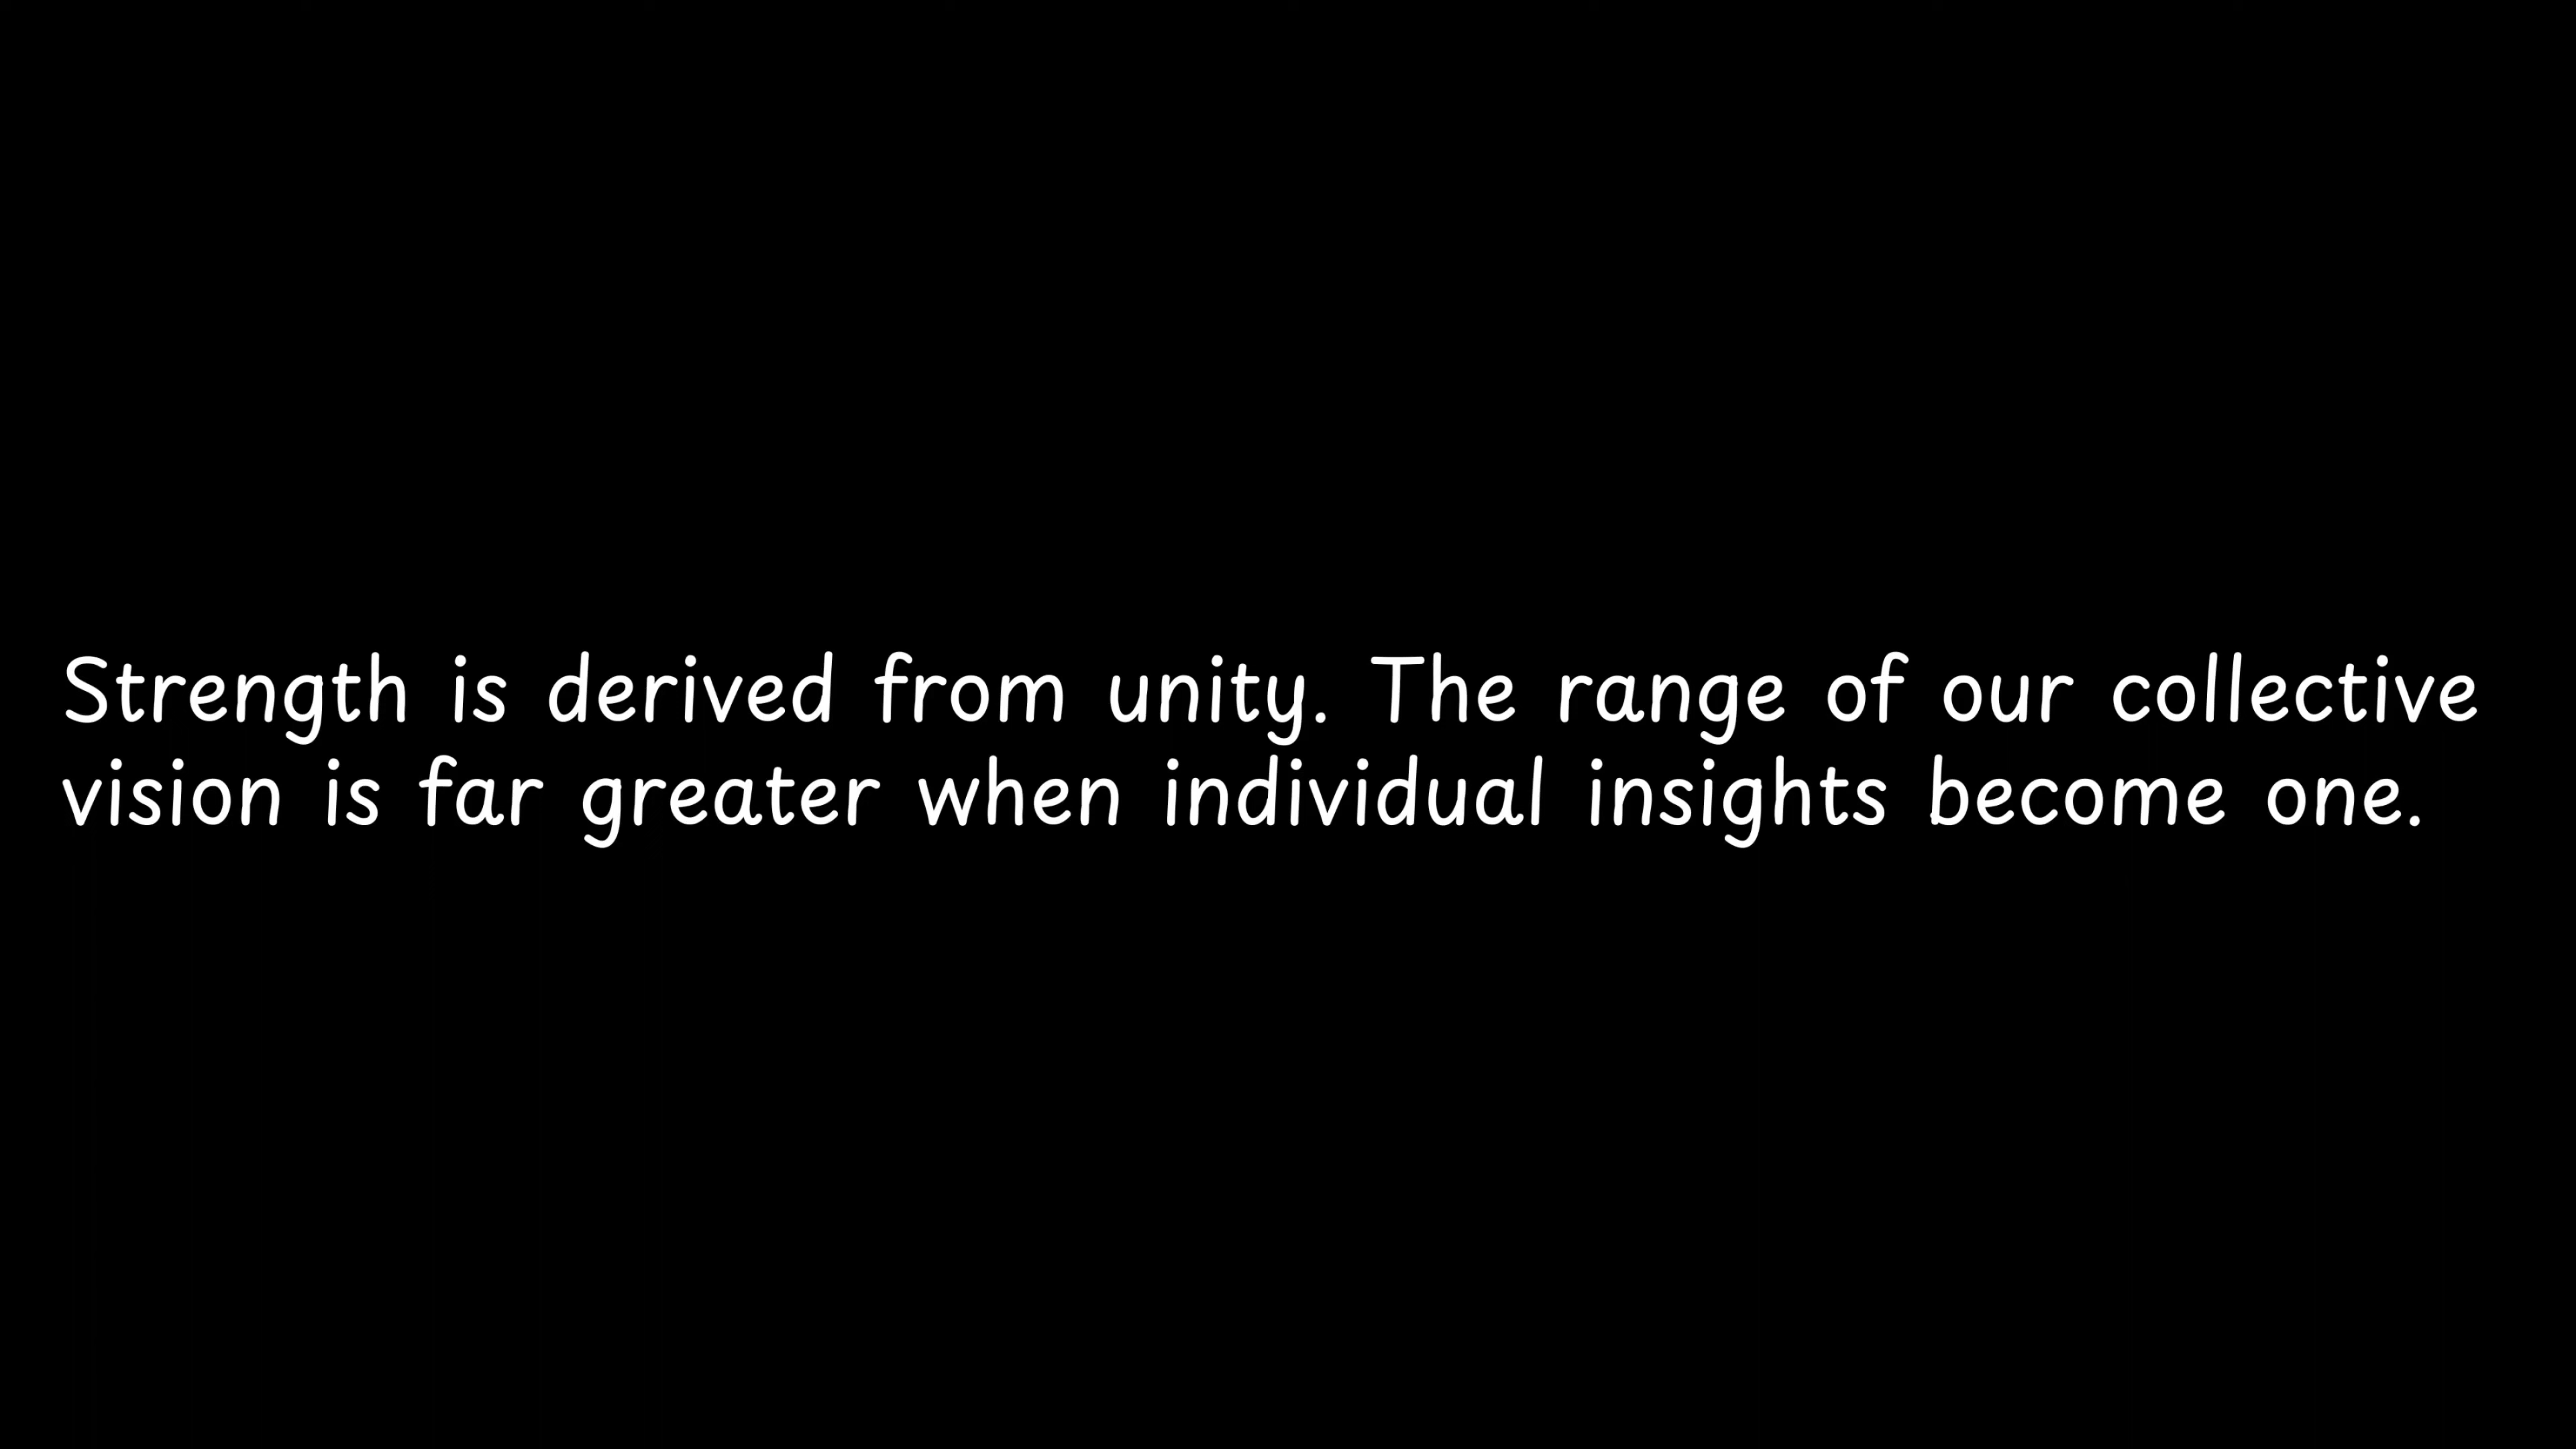 Strength is derived from unity. The range of our collective
vision is far greater when individual insights become one.